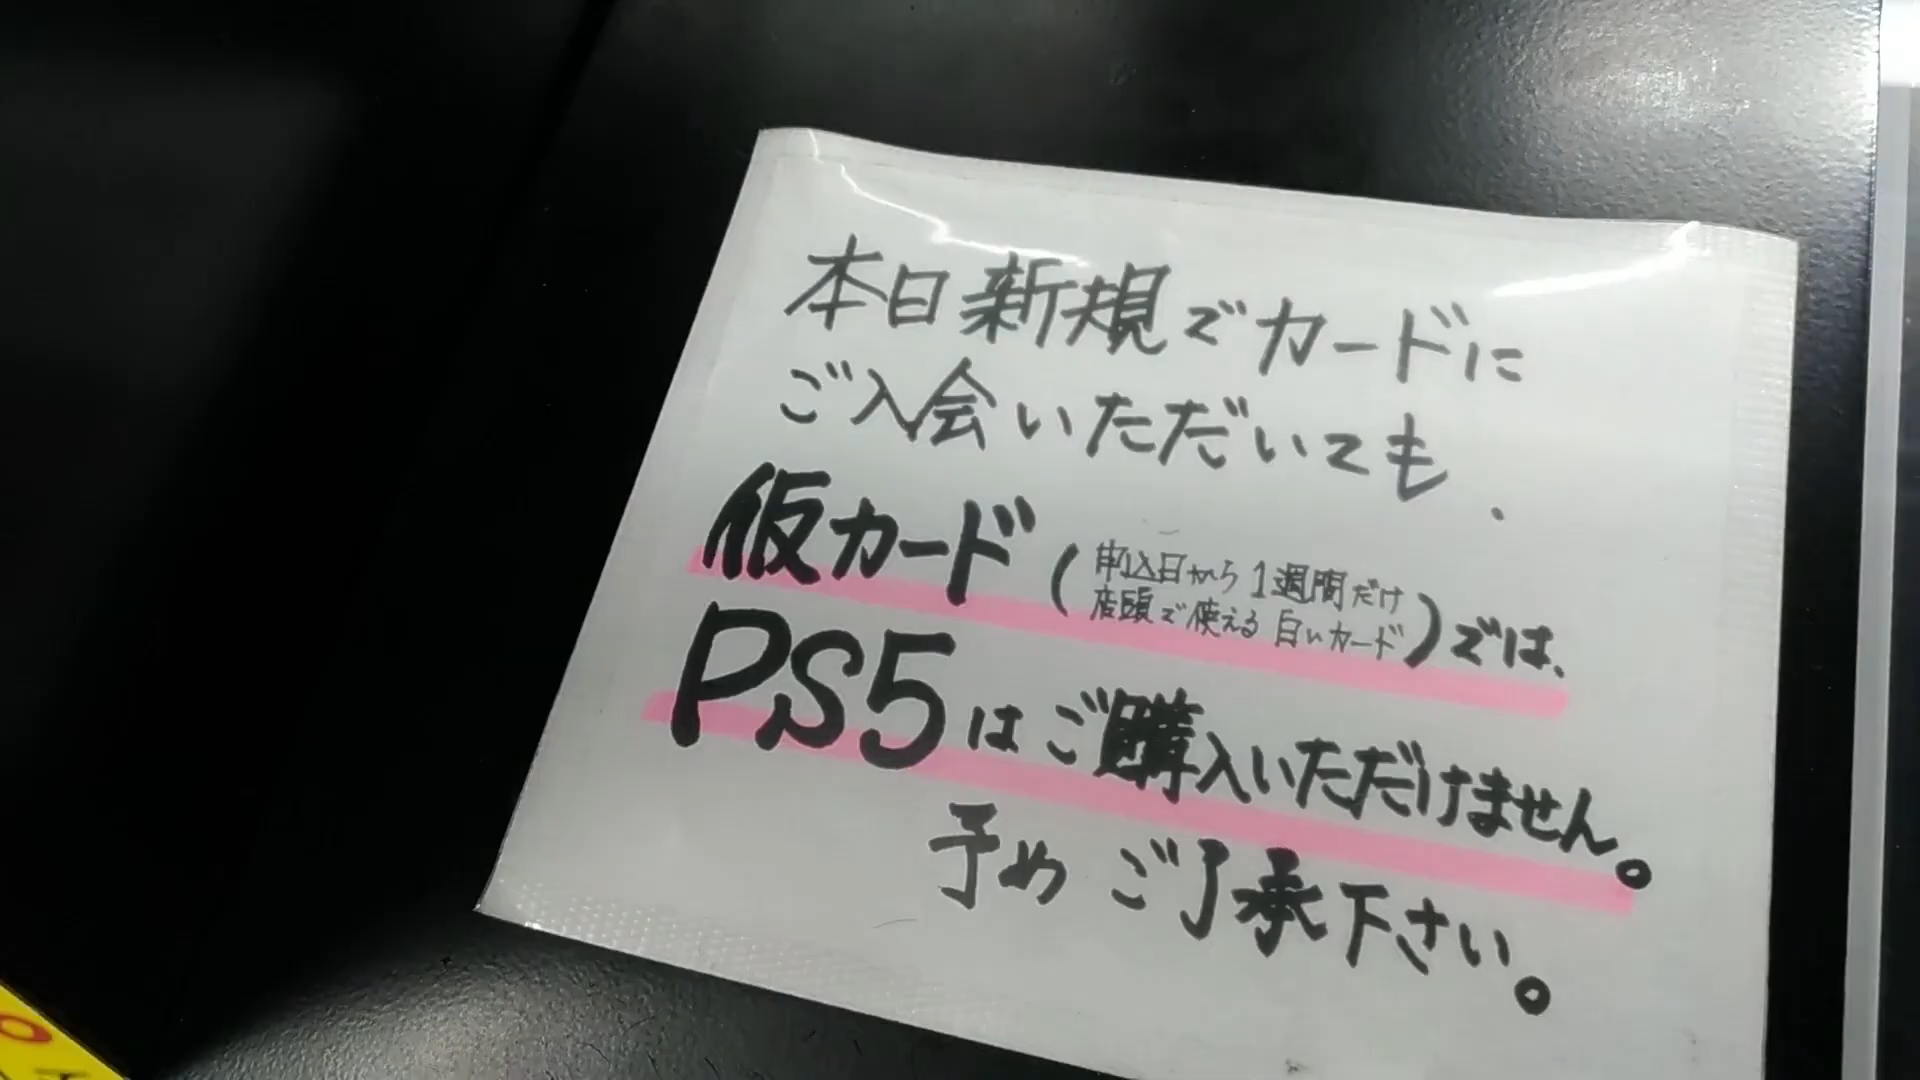 本日新規でカードに
ご入会いただいても、
仮カード(申込日から1週間だけ
店頭で使える白いカード)では、
PS5はご購入いただけません。
予めご了承下さい。